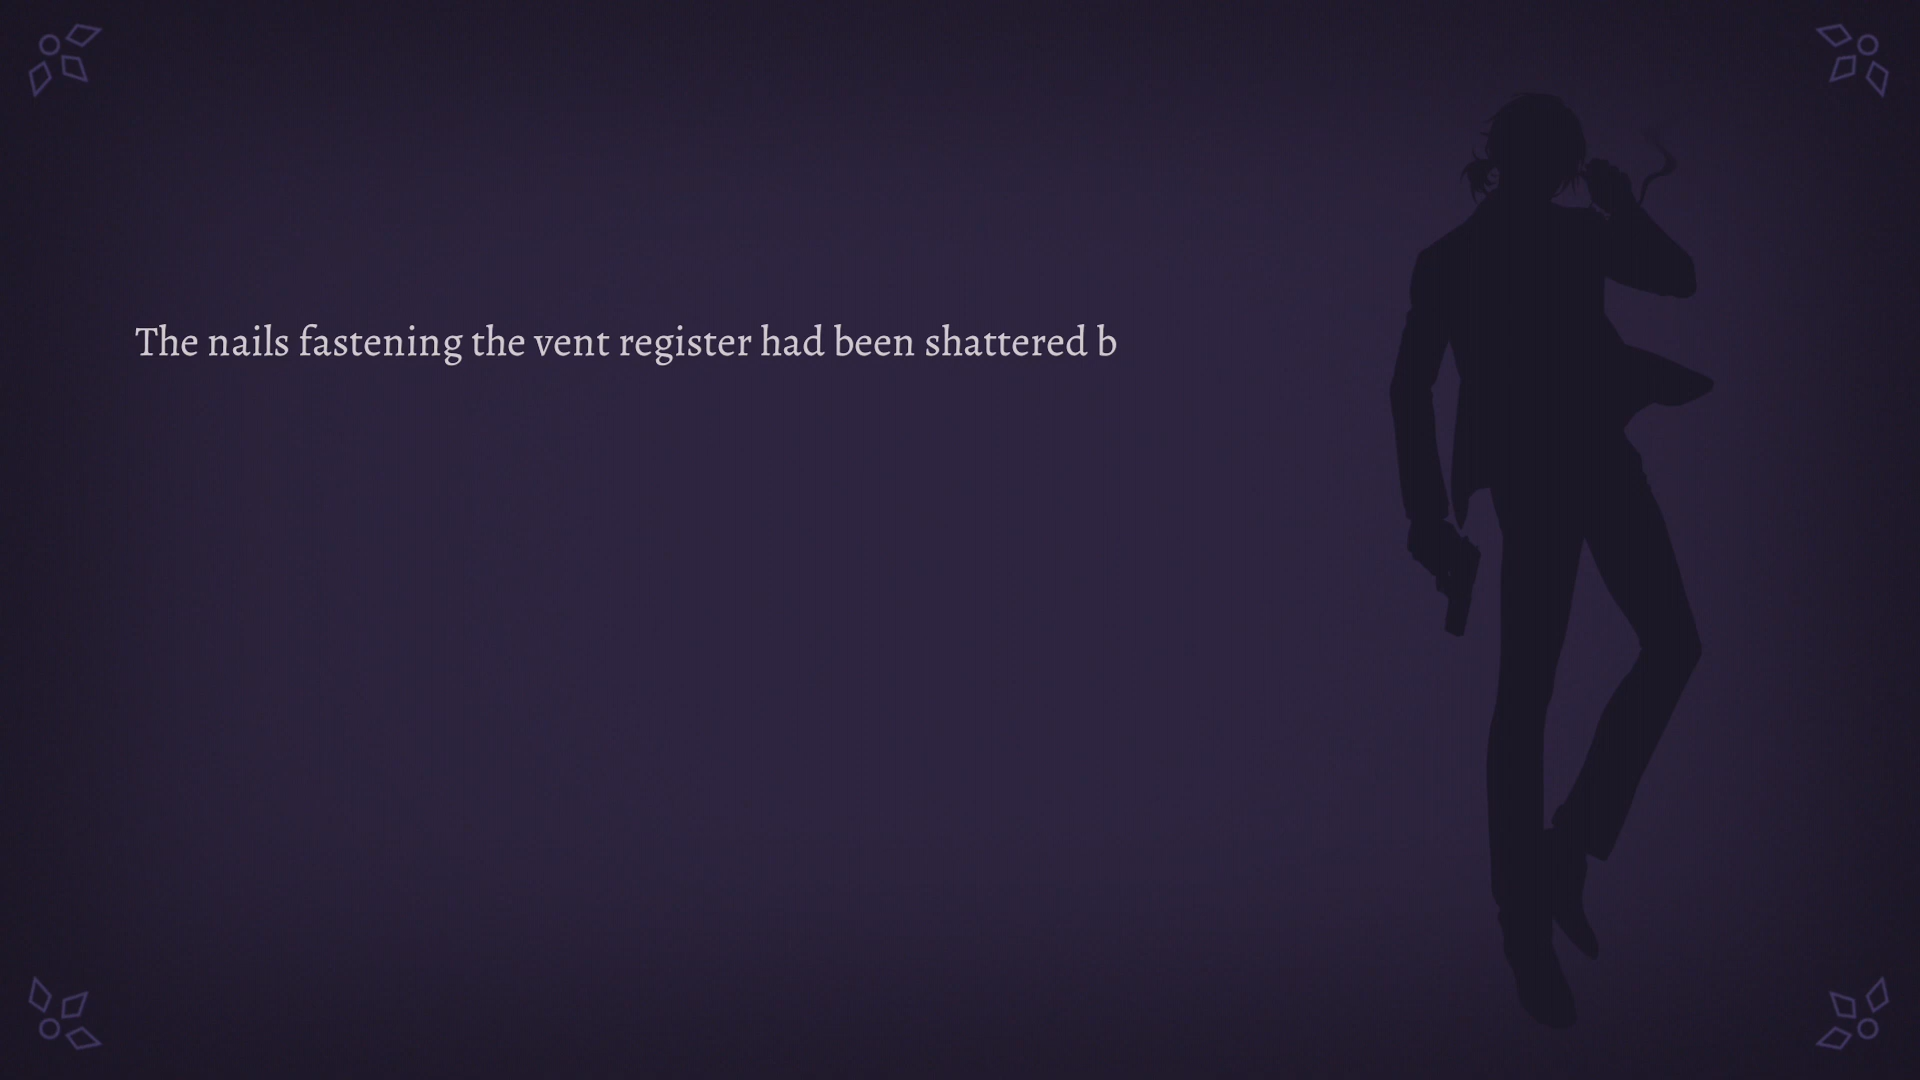 The nails fastening the vent register had been shattered b